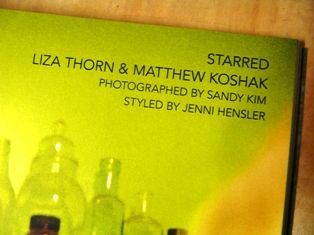 STARRED
LIZA THORN & MATTHEW KOSHAK
PHOTOGRAPHED BY SANDY KIM
STYLED BY JENNI HENSLER